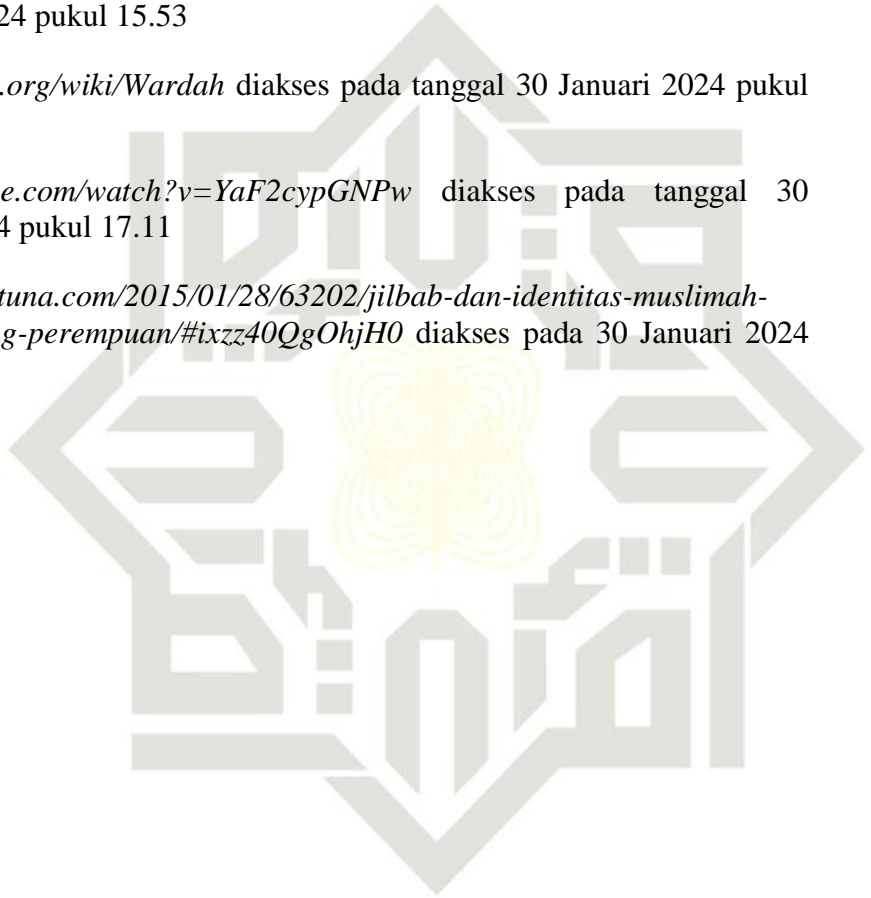 24 pukul 15.53
.org/wiki/Wardah diakses pada tanggal 30 Januari 2024 pukul
e.com/watch?v=YaF2cypGNPw diakses pada tanggal 30
4 pukul 17.11
tuna.com/2015/01/28/63202/jilbab-dan-identitas-muslimah-
g-perempuan/#ixzz40QgOhjH0 diakses pada 30 Januari 2024